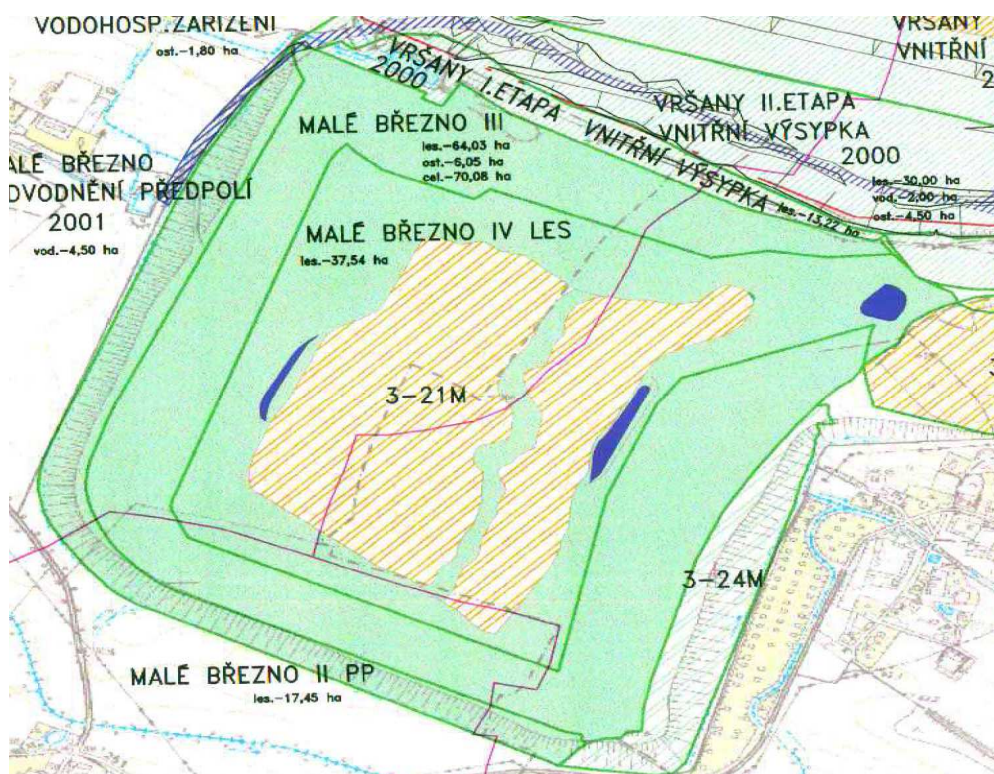 VODOHOSP.ZAŘÍZENÍ
ost.-1,80 ha
VRŠANY
VNITŘNÍ
2
VRŠANY I.ETAPA VNITŘNÍ VÝSYPKA
2000
les.-13,22 ha
VRŠANY II.ETAPA
VNITŘNÍ VÝSYPKA
2000
les.-30,00 ha
vod.-2,00 ha
ost.-4,50 ha
MALÉ BŘEZNO III
les.-64,03 ha
ost.-6,05 ha
cel.-70,08 ha
ALÉ BŘEZNO
DVODNĚNÍ PŘEDPOLÍ
2001
vod.-4,50 ha
MALÉ BŘEZNO IV LES
les.-37,54 ha
3-21M
3
3-24M
MALÉ BŘEZNO II PP
les.-17,45 ha